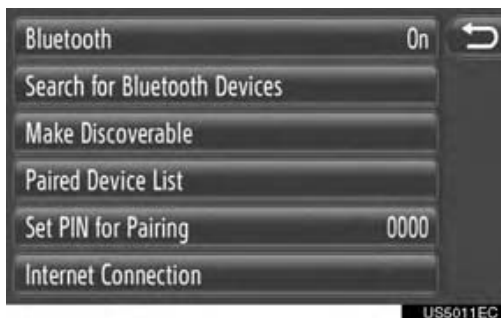 Bluetooth On
Search for Bluetooth Devices
Make Discoverable
Paired Device List
Set PIN for Pairing 0000
Internet Connection
US5011EC